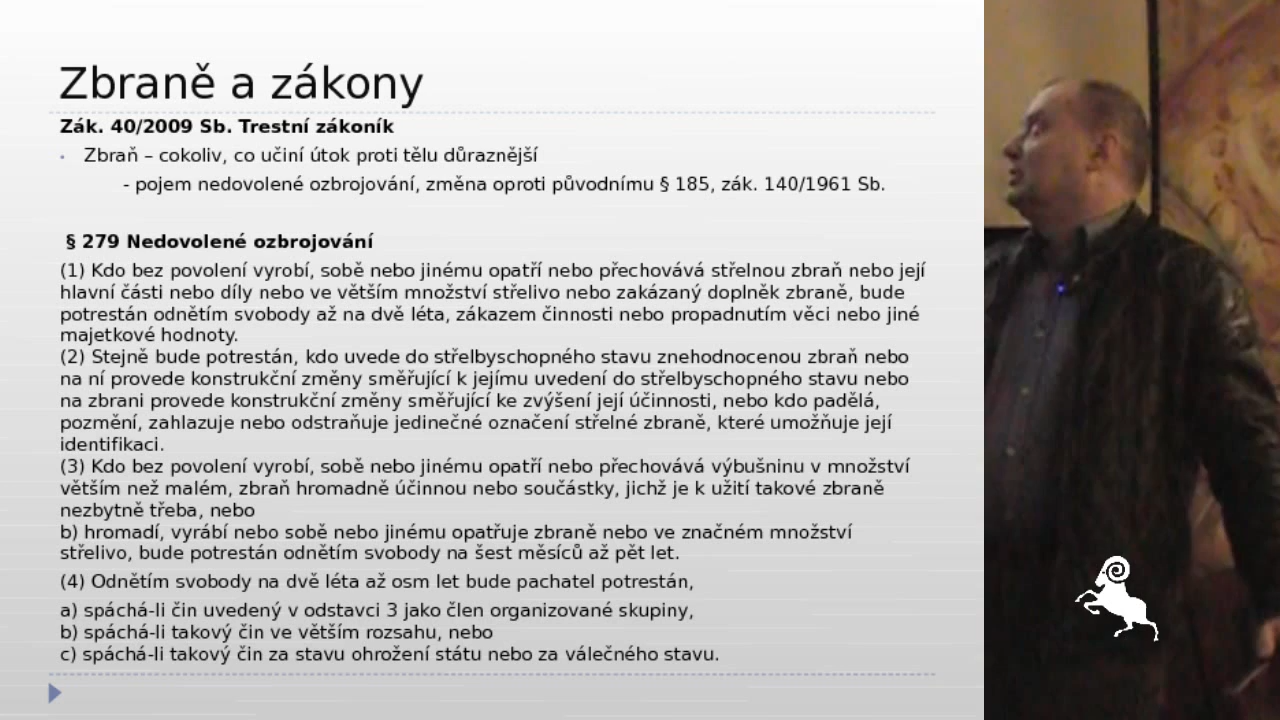 Zbraně a zákony
Zák. 40/2009 Sb. Trestní zákoník
Zbraň – cokoliv, co učiní útok proti tělu důraznější
- pojem nedovolené ozbrojování, změna oproti původnímu § 185, zák. 140/1961 Sb.
§ 279 Nedovolené ozbrojování
(1) Kdo bez povolení vyrobí, sobě nebo jinému opatří nebo přechovává střelnou zbraň nebo její
hlavní části nebo díly nebo ve větším množství střelivo nebo zakázaný doplněk zbraně, bude
potrestán odnětím svobody až na dvě léta, zákazem činnosti nebo propadnutím věci nebo jiné
majetkové hodnoty.
(2) Stejně bude potrestán, kdo uvede do střelbyschopného stavu znehodnocenou zbraň nebo
na ní provede konstrukční změny směřující k jejímu uvedení do střelbyschopného stavu nebo
na zbrani provede konstrukční změny směřující ke zvýšení její účinnosti, nebo kdo padělá,
pozmění, zahlazuje nebo odstraňuje jedinečné označení střelné zbraně, které umožňuje její
identifikaci.
(3) Kdo bez povolení vyrobí, sobě nebo jinému opatří nebo přechovává výbušninu v množství
větším než malém, zbraň hromadně účinnou nebo součástky, jichž je k užití takové zbraně
nezbytně třeba, nebo
b) hromadí, vyrábí nebo sobě nebo jinému opatřuje zbraně nebo ve značném množství
střelivo, bude potrestán odnětím svobody na šest měsíců až pět let.
(4) Odnětím svobody na dvě léta až osm let bude pachatel potrestán,
a) spáchá-li čin uvedený v odstavci 3 jako člen organizované skupiny,
b) spáchá-li takový čin ve větším rozsahu, nebo
c) spáchá-li takový čin za stavu ohrožení státu nebo za válečného stavu.